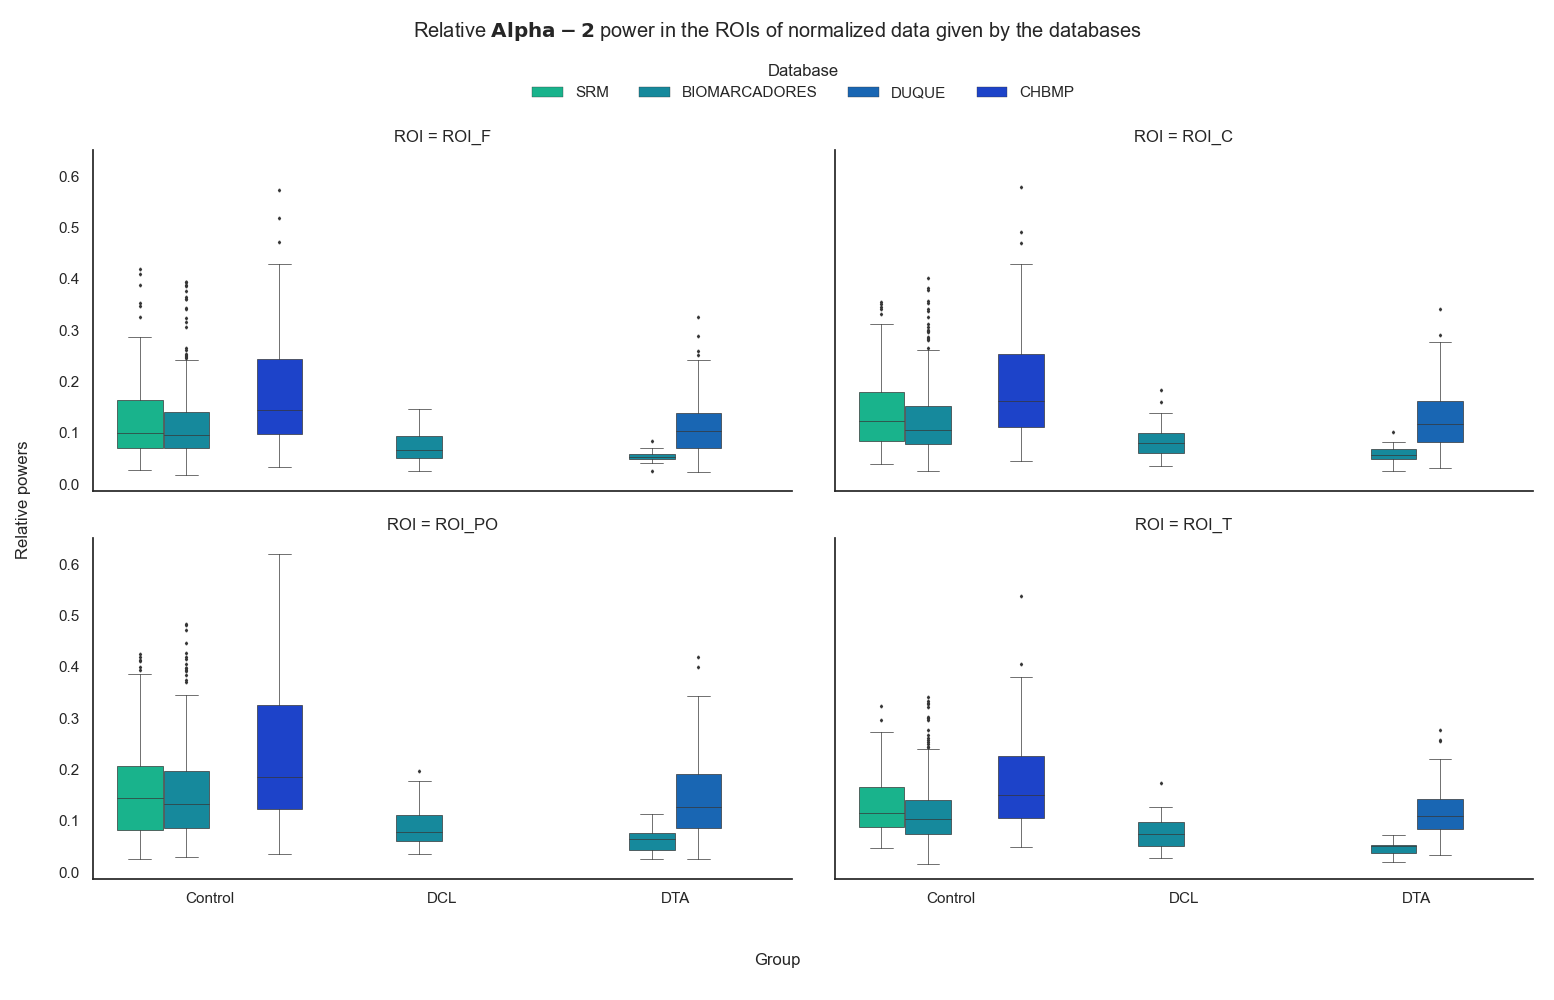 Relative Alpha − 2 power in the ROIs of normalized data given by the databases
Database
SRM BIOMARCADORES DUQUE CHBMP
ROI = ROI_F
ROI = ROI_C
0.6
0.5
0.4
0.3
0.2
0.1
0.0
Relative powers
ROI = ROI_PO
ROI = ROI_T
0.6
0.5
0.4
0.3
0.2
0.1
0.0
Control DCL DTA
Control DCL DTA
Group